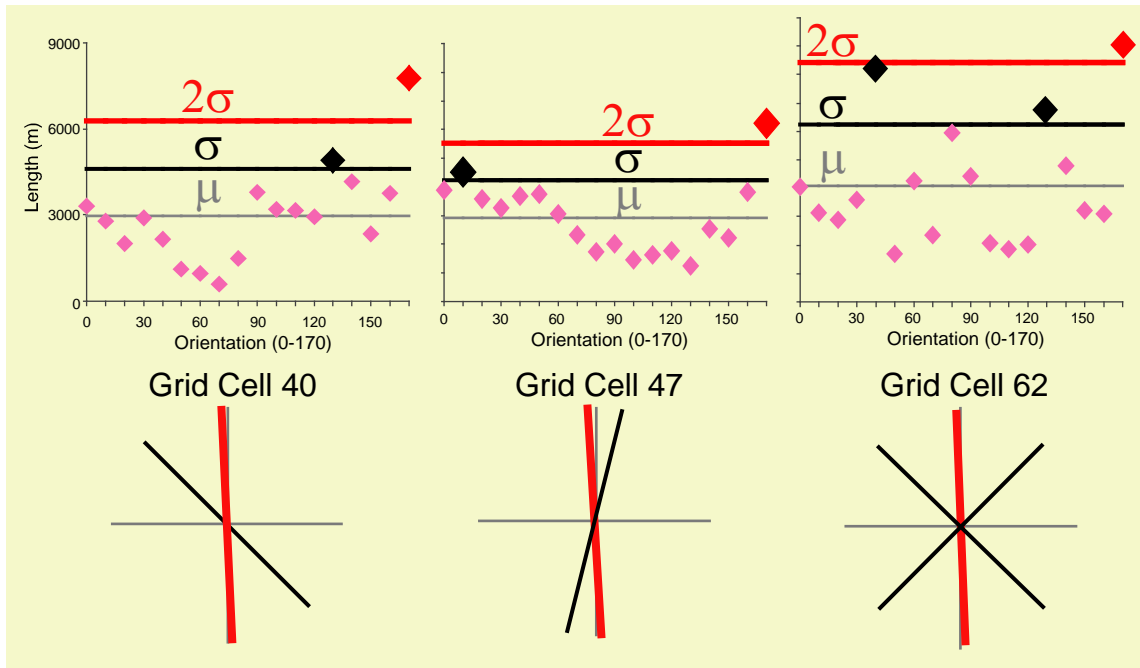 9000
6000
3000
0
Length (m)
2σ
σ
μ
0 30 60 90 120 150
Orientation (0-170)
Grid Cell 40
2σ
σ
μ
0 30 60 90 120 150
Orientation (0-170)
Grid Cell 47
2σ
σ
μ
0 30 60 90 120 150
Orientation (0-170)
Grid Cell 62